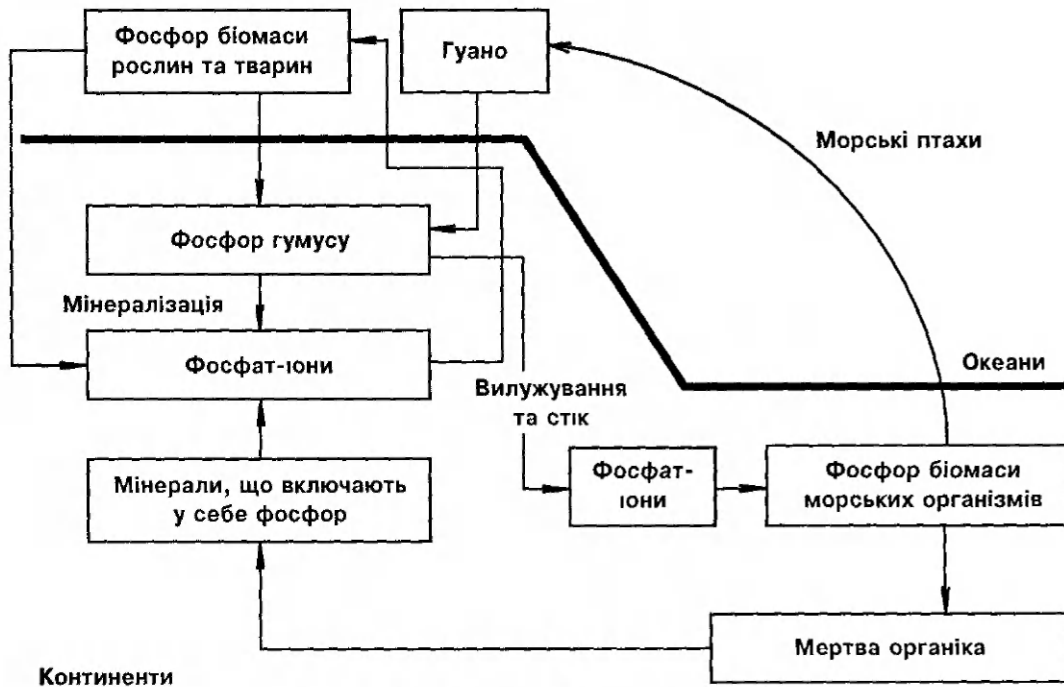 Фосфор біомаси
рослин та тварин
Гуано
Морські птахи
Фосфор гумусу
Мінералізація
Фосфат-іони
Океани
Вилужування
та стік
Мінерали, що включають
у себе фосфор
Фосфат-
іони
Фосфор біомаси
морських організмів
Мертва органіка
Континенти